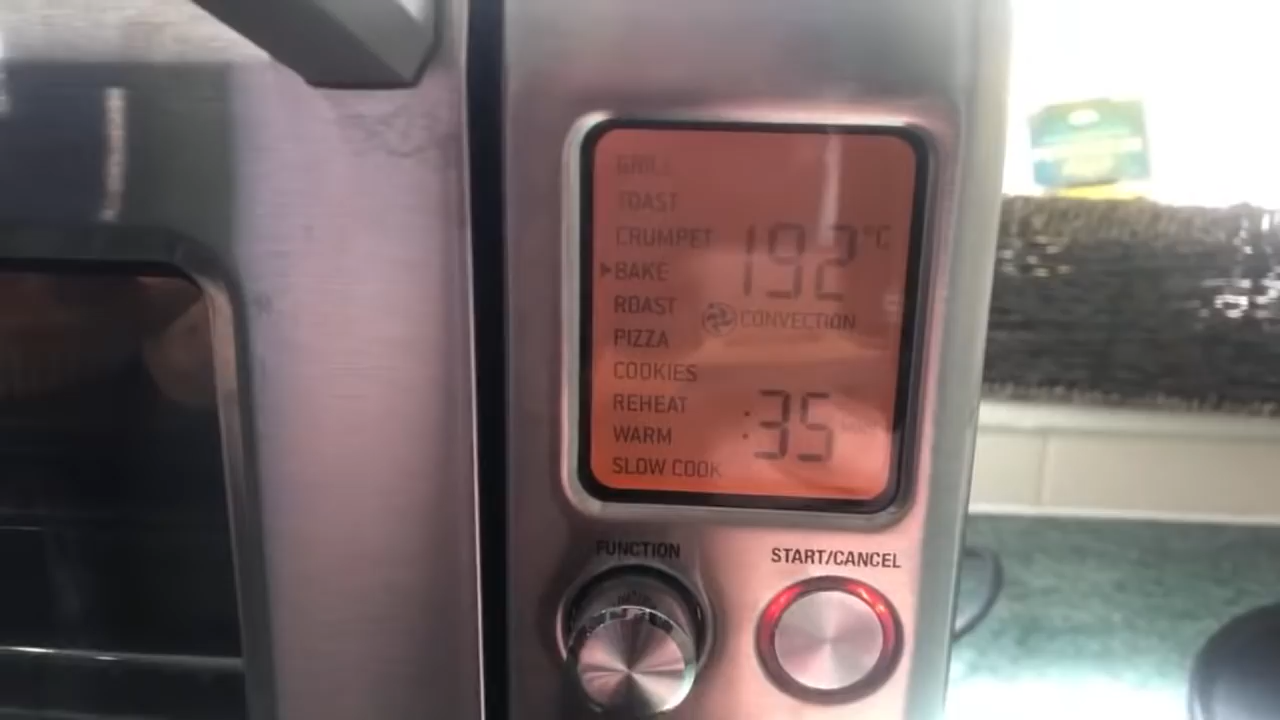 GRILL
TOAST
CRUMPET
BAKE
ROAST
PIZZA
COOKIES
REHEAT
WARM
SLOW COOK
192°C
CONVECTION
:35
FUNCTION
START/CANCEL